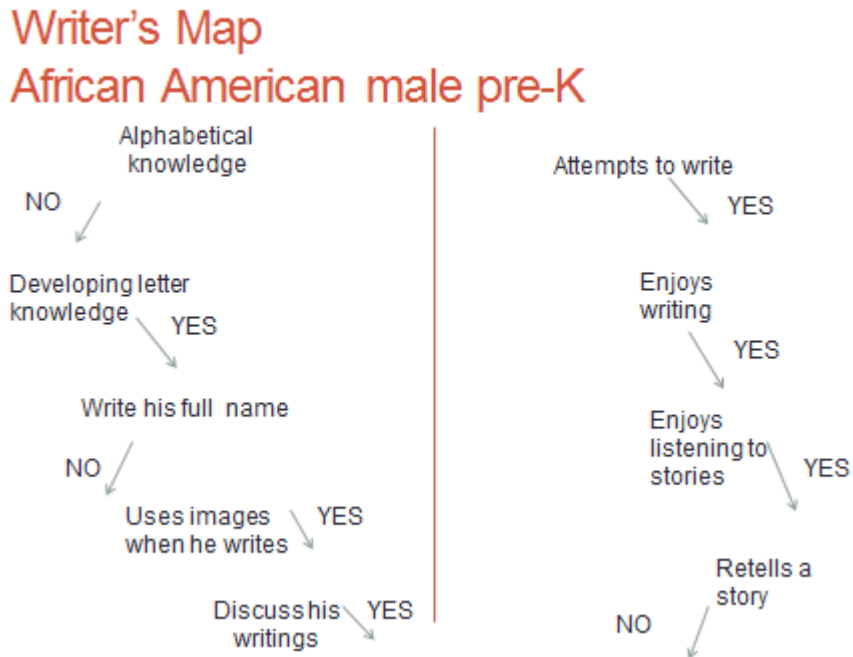 Writer's Map
African American male pre-K
Alphabetical
knowledge
NO
Developing letter
knowledge
YES
Write his full name
NO
Uses images
when he writes
YES
Discuss his
writings
YES
Attempts to write
YES
Enjoys
writing
YES
Enjoys
listening to
stories
YES
Retells a
story
NO